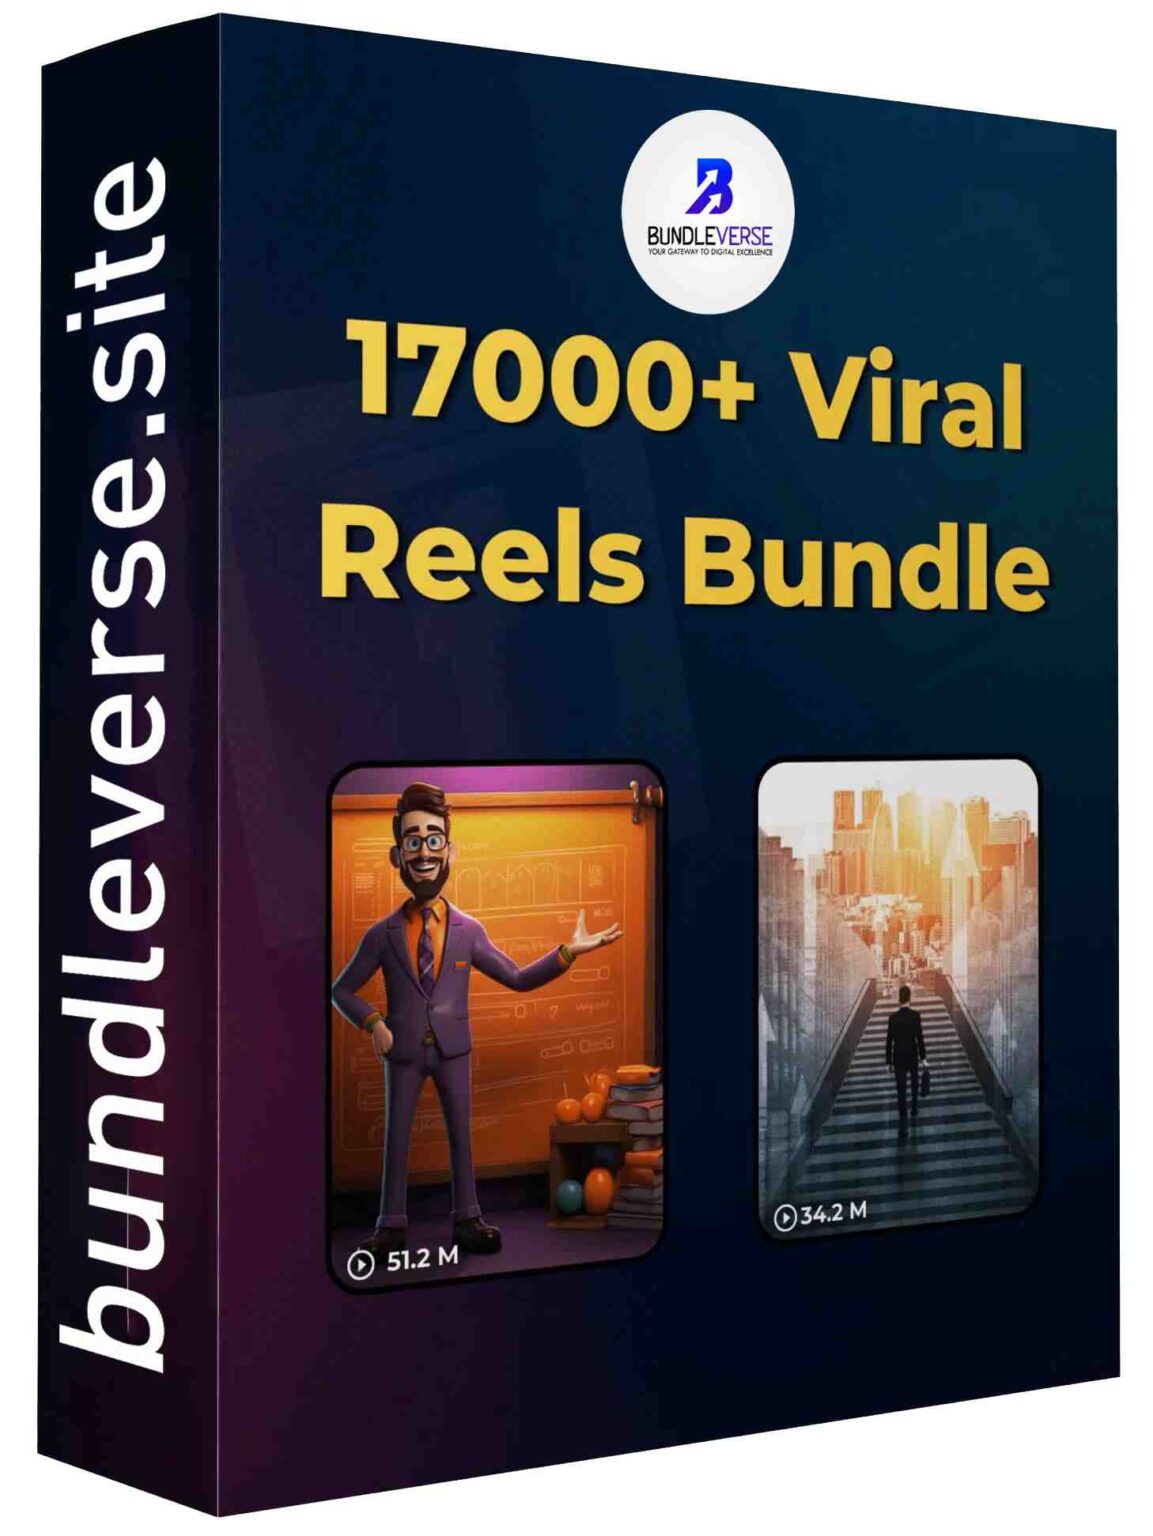 bundleverse.site
B
BUNDLEVERSE
YOUR GATEWAY TO DIGITAL EXCELLENCE
17000+ Viral
Reels Bundle
51.2 M
34.2 M